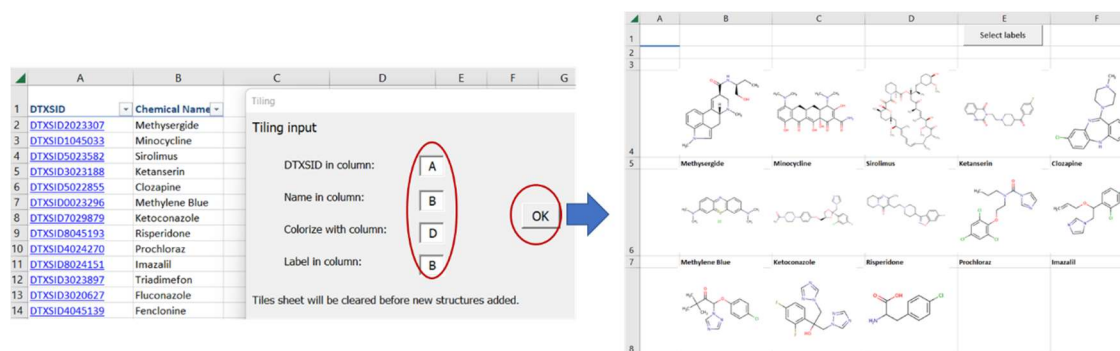 A B C D E F G
1 DTXSID Chemical Name
2 DTXSID2023307 Methysergide
3 DTXSID1045033 Minocycline
4 DTXSID5023582 Sirolimus
5 DTXSID3023188 Ketanserin
6 DTXSID5022855 Clozapine
7 DTXSID0023296 Methylene Blue
8 DTXSID7029879 Ketoconazole
9 DTXSID8045193 Risperidone
10 DTXSID4024270 Prochloraz
11 DTXSID8024151 Imazalil
12 DTXSID3023897 Triadimefon
13 DTXSID3020627 Fluconazole
14 DTXSID4045139 Fenclonine
Tiling
Tiling input
DTXSID in column: A
Name in column: B
Colorize with column: D
Label in column: B
OK
Tiles sheet will be cleared before new structures added.
A B C D E F
1 Select labels
2
3
4
5 Methysergide Minocycline Sirolimus Ketanserin Clozapine
6
7 Methylene Blue Ketoconazole Risperidone Prochloraz Imazalil
8